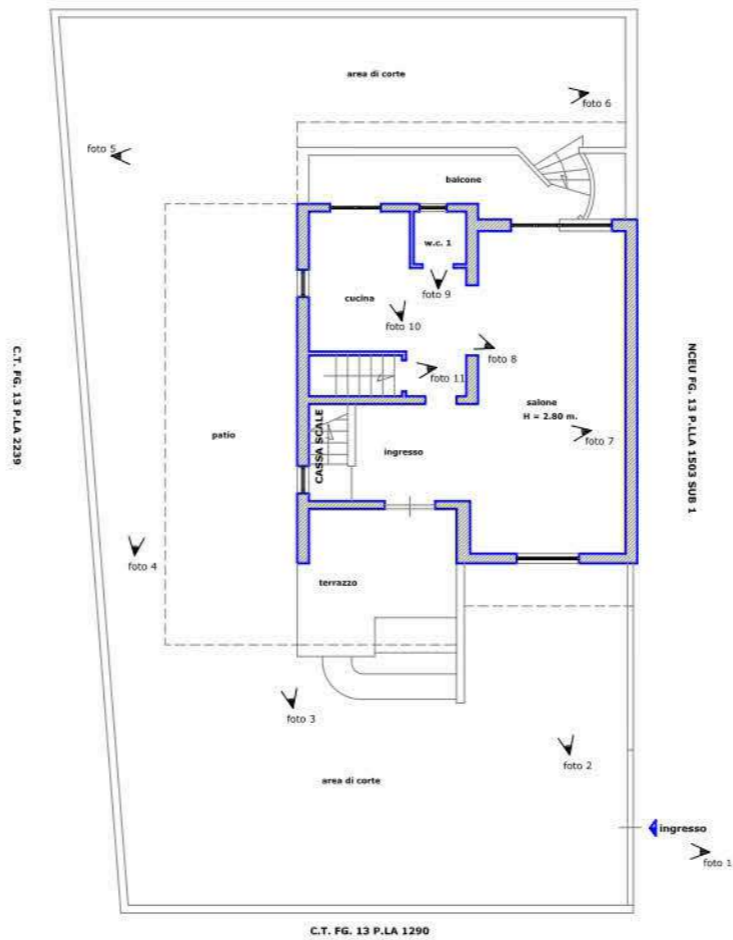 area di corte
foto 6
foto 5
balcone
w.c. 1
foto 9
cucina
foto 10
foto 8
foto 11
salone
H = 2.80 m.
foto 7
C.T. FG. 13 P.LA 2239
NCEU FG. 13 P.LLA 1503 SUB 1
patio
CASSA SCALE
ingresso
foto 4
terrazzo
foto 3
foto 2
area di corte
ingresso
foto 1
C.T. FG. 13 P.LA 1290